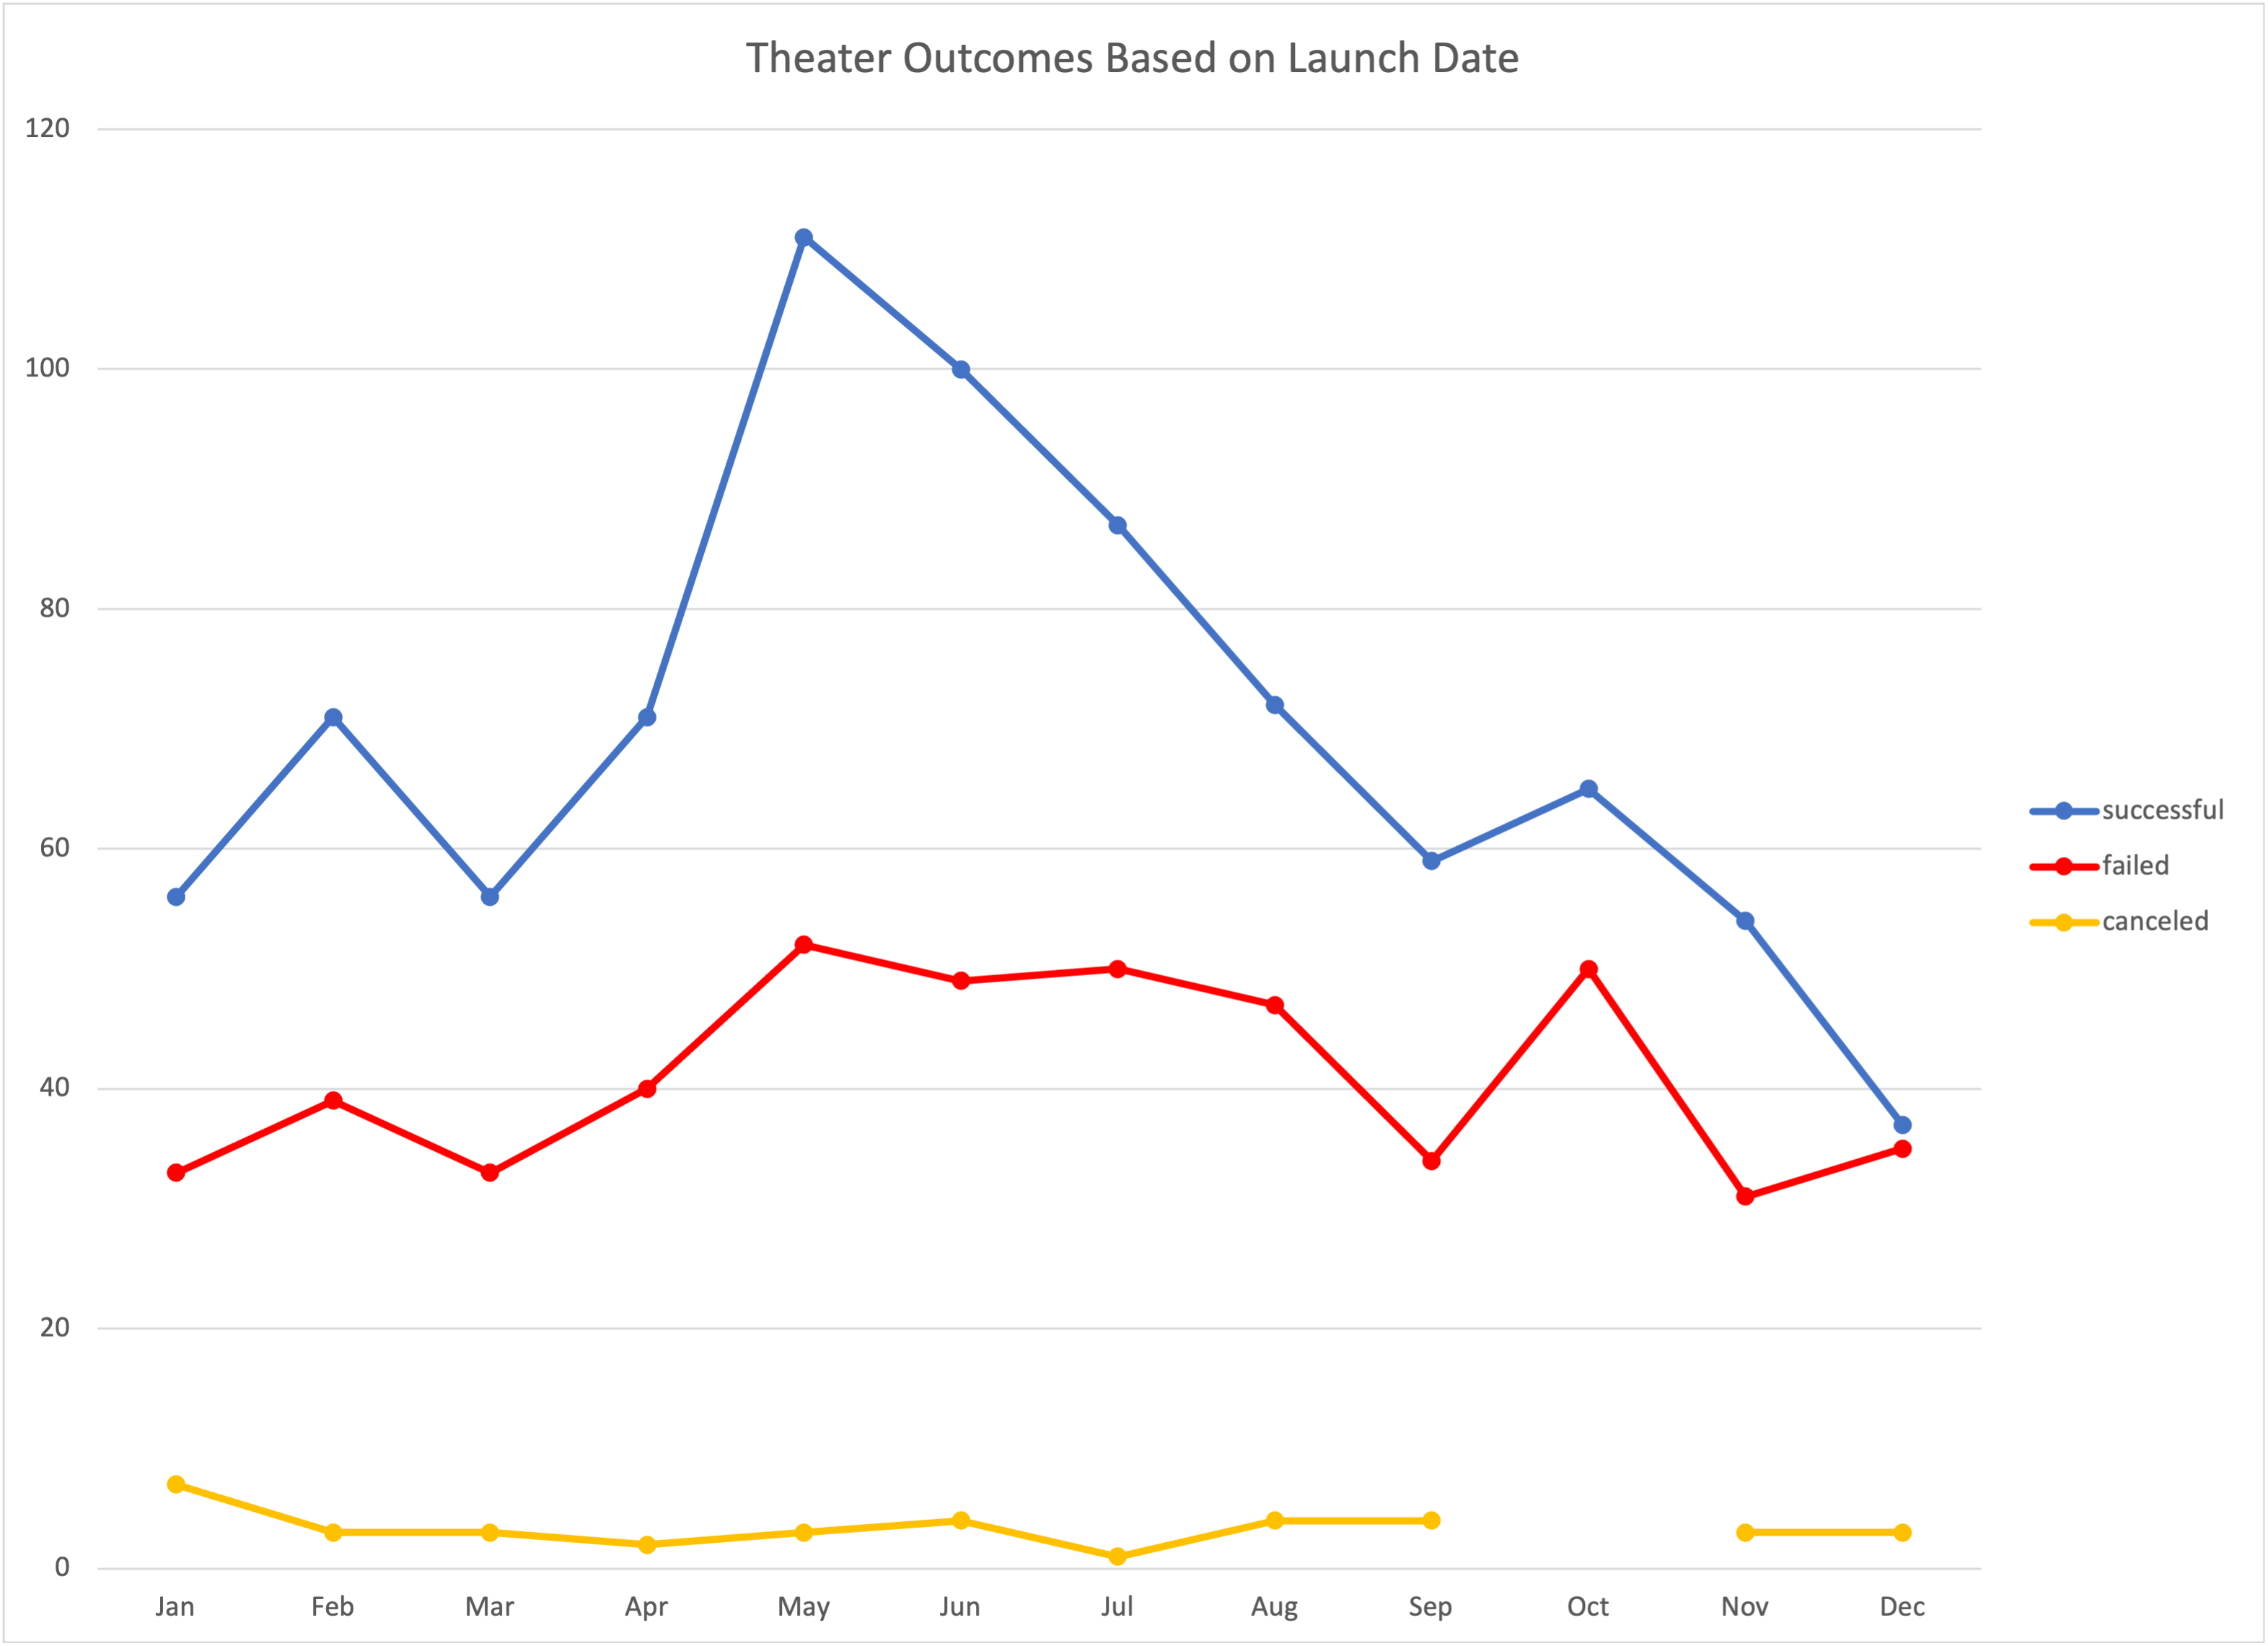 Theater Outcomes Based on Launch Date
120
100
80
60
40
20
0
Jan Feb Mar Apr May Jun Jul Aug Sep Oct Nov Dec
successful
failed
canceled